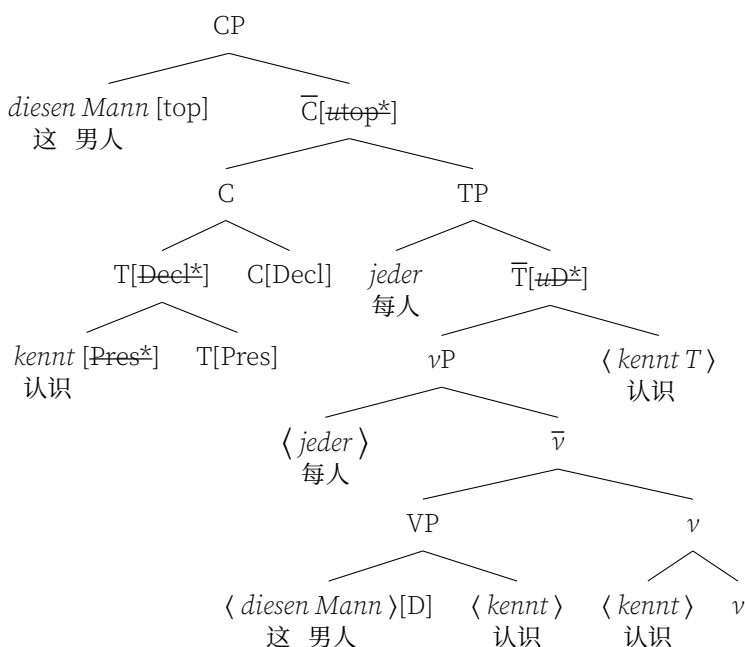 CP
diesen Mann [top] C̅[utop*]
这 男人
C TP
T[Decl*] C[Decl] jeder T̅[uD*]
每人
kennt [Pres*] T[Pres] vP ⟨ kennt T ⟩
认识 认识
⟨ jeder ⟩ v̅
每人
VP v
⟨ diesen Mann ⟩[D] ⟨ kennt ⟩ ⟨ kennt ⟩ v
这 男人 认识 认识